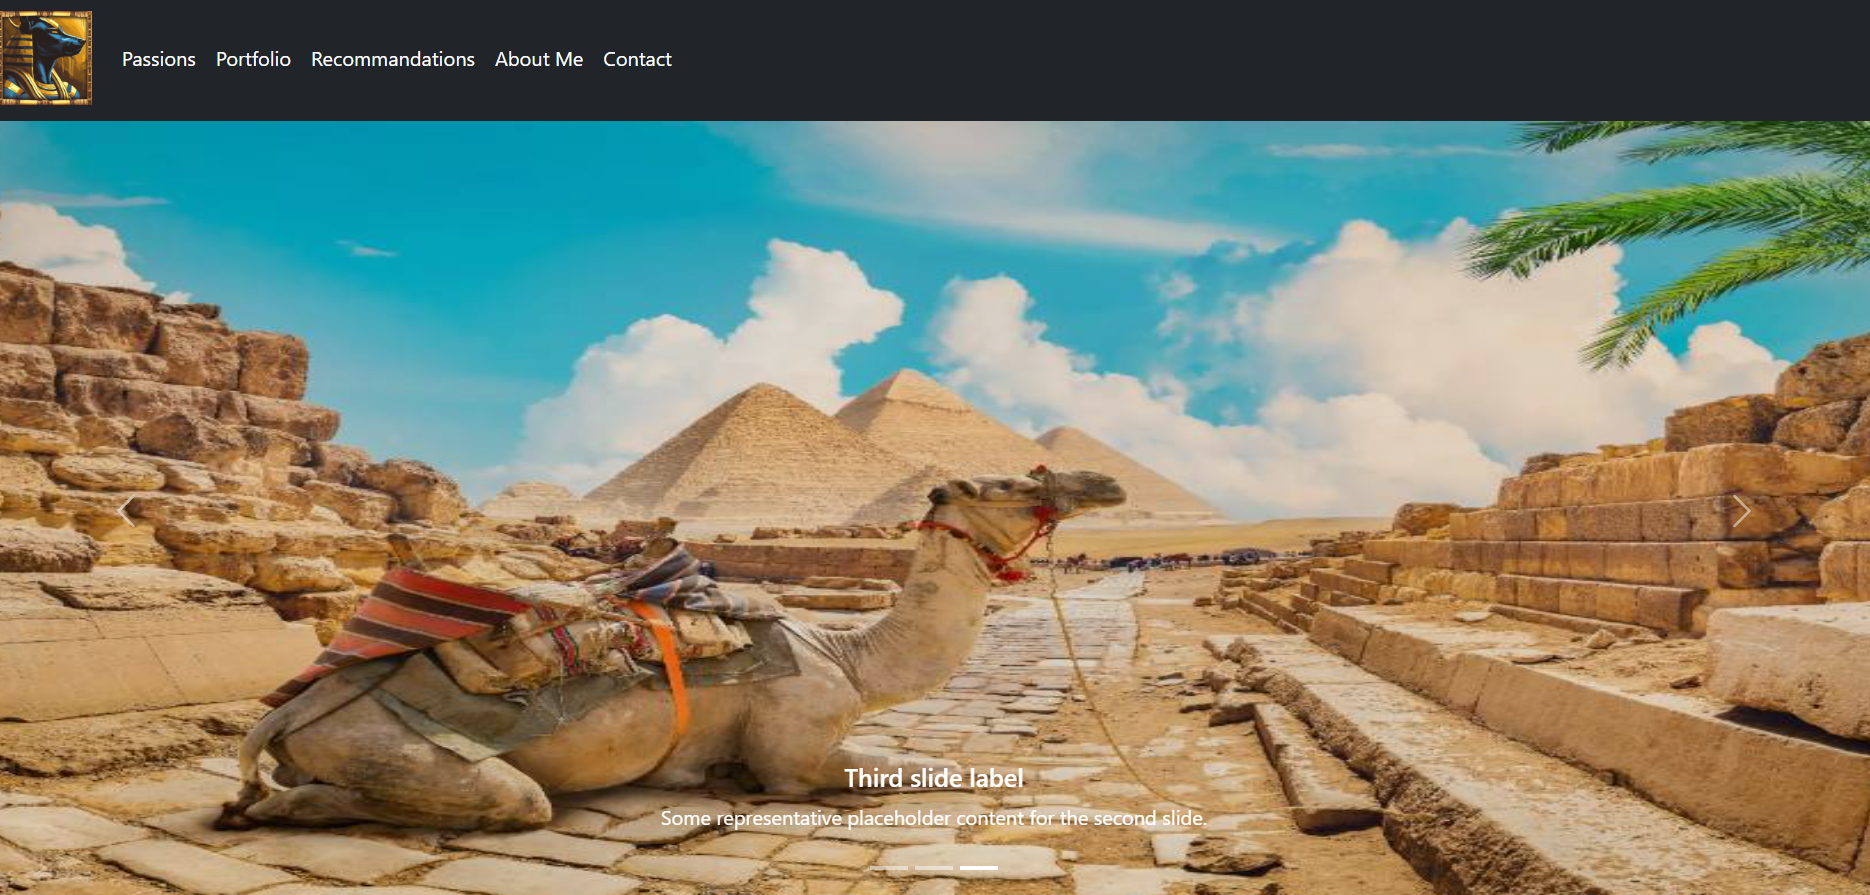 Passions Portfolio Recommandations About Me Contact
Third slide label
Some representative placeholder content for the second slide.